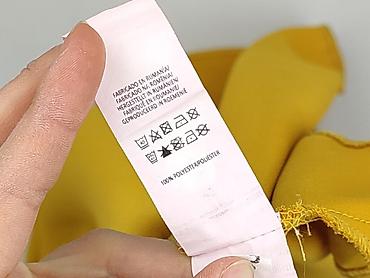 FABRICADO EN RUMANÍA/
FABRICADO NA ROMÉNIA/
HERGESTELLT IN RUMÄNIEN/
FABRIQUÉ EN ROUMANIE/
GEPRODUCEERD IN ROEMENIË
100% POLYESTER/POLIÉSTER